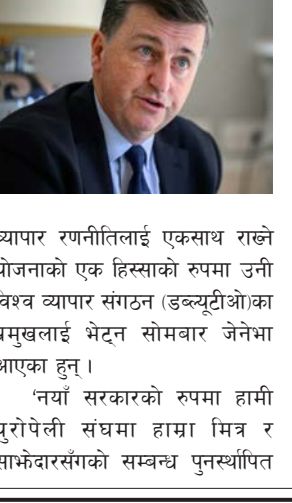 व्यापार रणनीतिलाई एकसाथ राख्ने
योजनाको एक हिस्साको रुपमा उनी
विश्व व्यापार संगठन (डब्ल्यूटीओ)का
प्रमुखलाई भेट्न सोमबार जेनेभा
आएका हुन् ।
‘नयाँ सरकारको रुपमा हामी
युरोपेली संघमा हाम्रा मित्र र
साझेदारसँगको सम्बन्ध पुनर्स्थापित